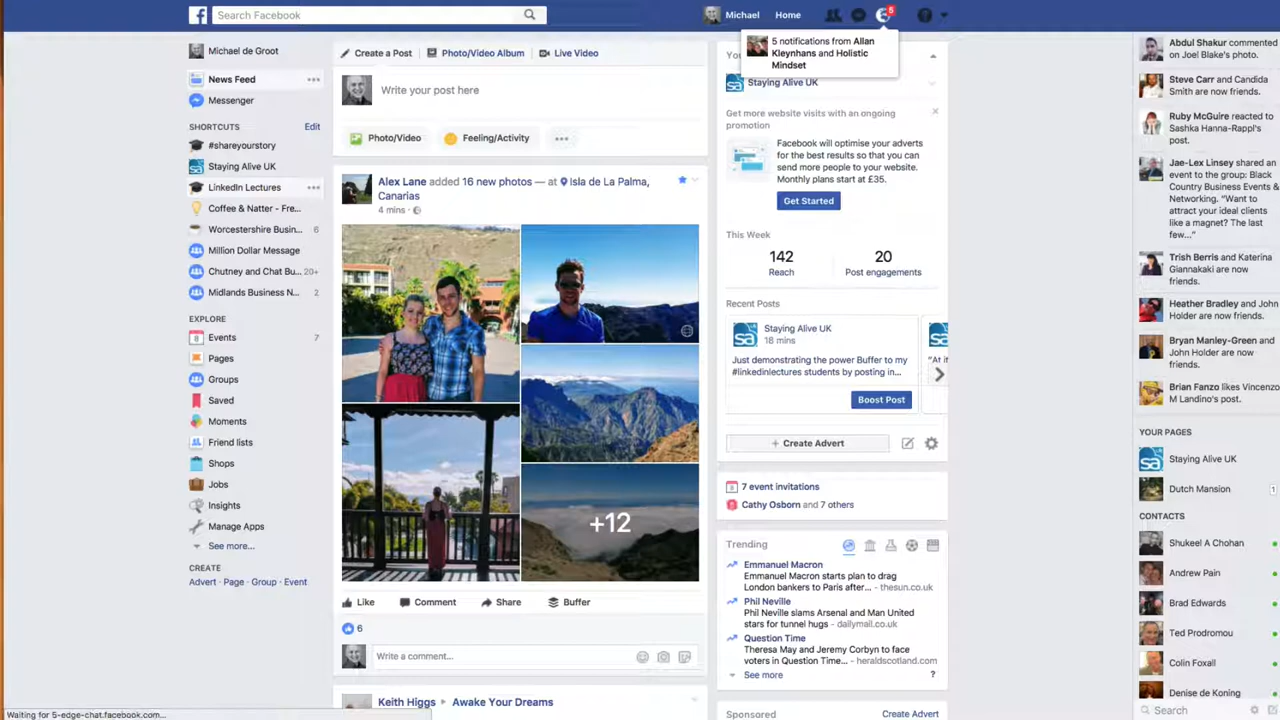 Search Facebook
Michael
Home
5
5 notifications from Allan
Kleynhans and Holistic
Mindset
Michael de Groot
News Feed
Messenger
SHORTCUTS
Edit
#shareyourstory
Staying Alive UK
LinkedIn Lectures
Coffee & Natter - Fre...
Worcestershire Busin...
6
Million Dollar Message
Chutney and Chat Bu...
20+
Midlands Business N...
2
EXPLORE
Events
7
Pages
Groups
Saved
Moments
Friend lists
Shops
Jobs
Insights
Manage Apps
See more...
CREATE
Advert · Page · Group · Event
Waiting for 5-edge-chat.facebook.com...
Create a Post
Photo/Video Album
Live Video
Write your post here
Photo/Video
Feeling/Activity
Alex Lane added 16 new photos — at Isla de La Palma,
Canarias
4 mins ·
+12
Like
Comment
Share
Buffer
6
Write a comment...
Keith Higgs
Awake Your Dreams
You
Staying Alive UK
Get more website visits with an ongoing
promotion
Facebook will optimise your adverts
for the best results so that you can
send more people to your website.
Monthly plans start at £35.
Get Started
This Week
142
Reach
20
Post engagements
Recent Posts
Staying Alive UK
18 mins
Just demonstrating the power Buffer to my
#linkedinlectures students by posting in...
Boost Post
"At it
love
+ Create Advert
7 event invitations
Cathy Osborn and 7 others
Trending
Emmanuel Macron
Emmanuel Macron starts plan to drag
London bankers to Paris after... - thesun.co.uk
Phil Neville
Phil Neville slams Arsenal and Man United
stars for tunnel hugs - dailymail.co.uk
Question Time
Theresa May and Jeremy Corbyn to face
voters in Question Time... - heraldscotland.com
See more
?
Sponsored
Create Advert
Abdul Shakur commented
on Joel Blake's photo.
Steve Carr and Candida
Smith are now friends.
Ruby McGuire reacted to
Sashka Hanna-Rappl's
post.
Jae-Lex Linsey shared an
event to the group: Black
Country Business Events &
Networking. "Want to
attract your ideal clients
like a magnet? The last
few..."
Trish Berris and Katerina
Giannakaki are now
friends.
Heather Bradley and John
Holder are now friends.
Bryan Manley-Green and
John Holder are now
friends.
Brian Fanzo likes Vincenzo
M Landino's post.
YOUR PAGES
Staying Alive UK
Dutch Mansion
1
CONTACTS
Shukeel A Chohan
Andrew Pain
Brad Edwards
Ted Prodromou
Colin Foxall
Denise de Koning
Search